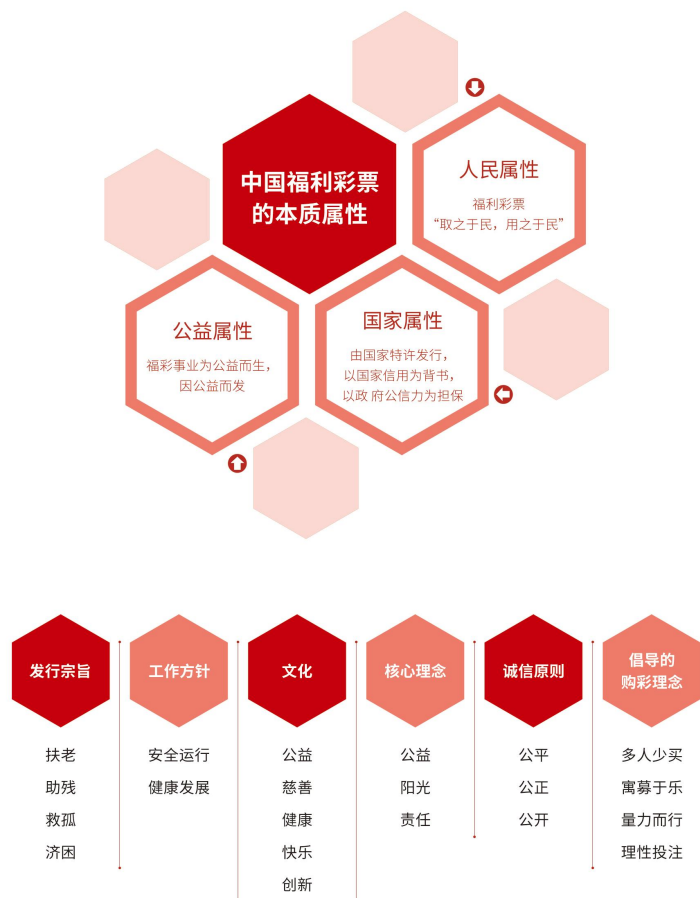 中国福利彩票
的本质属性
人民属性
福利彩票
“取之于民，用之于民”
公益属性
福彩事业为公益而生，
因公益而发
国家属性
由国家特许发行，
以国家信用为背书，
以政 府公信力为担保
发行宗旨
扶老
助残
救孤
济困
工作方针
安全运行
健康发展
文化
公益
慈善
健康
快乐
创新
核心理念
公益
阳光
责任
诚信原则
公平
公正
公开
倡导的
购彩理念
多人少买
寓募于乐
量力而行
理性投注